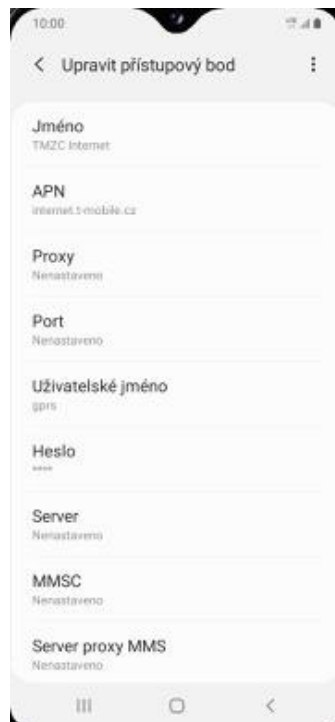 10:00
Upravit přístupový bod
Jméno
TMZC Internet
APN
internet.t-mobile.cz
Proxy
Nenastaveno
Port
Nenastaveno
Uživatelské jméno
gprs
Heslo
****
Server
Nenastaveno
MMSC
Nenastaveno
Server proxy MMS
Nenastaveno